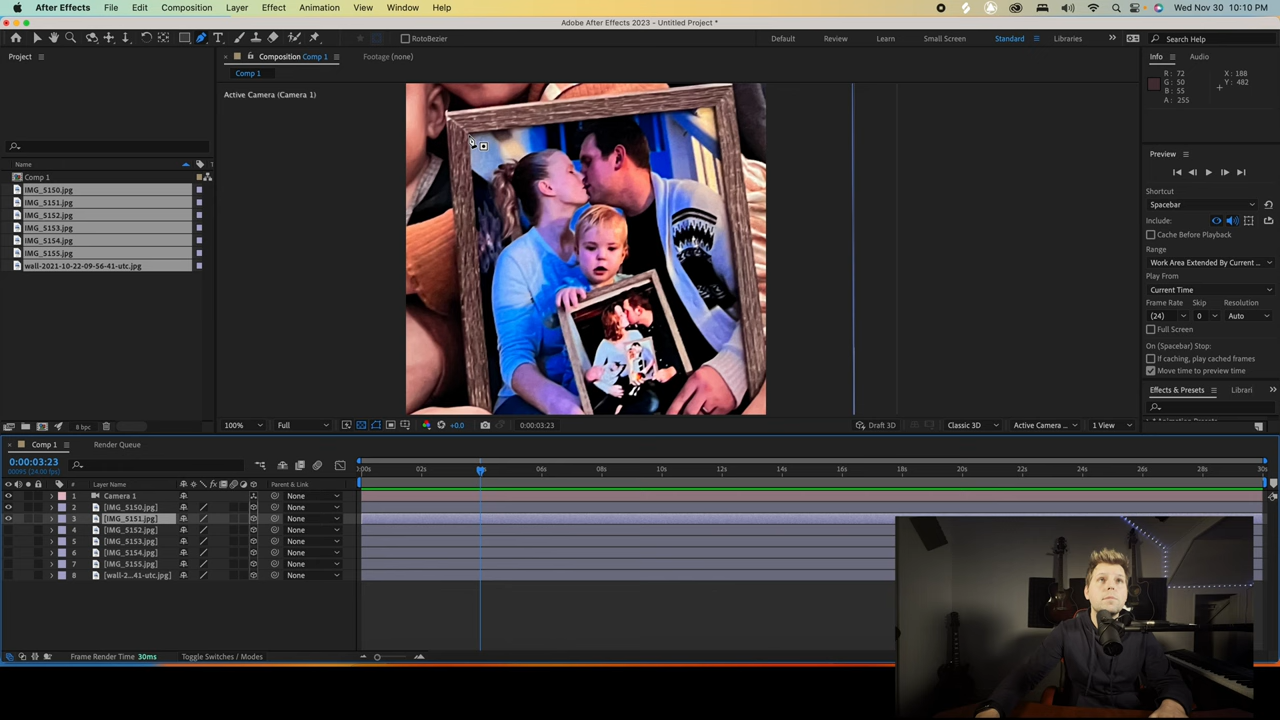 After Effects File Edit Composition Layer Effect Animation View Window Help Wed Nov 30 10:10 PM
Adobe After Effects 2023 - Untitled Project *
RotoBezier Default Review Learn Small Screen Standard Libraries Search Help
Project
Composition Comp 1 Footage (none)
Comp 1
Name
Comp 1
IMG_5150.jpg
IMG_5151.jpg
IMG_5152.jpg
IMG_5153.jpg
IMG_5154.jpg
IMG_5155.jpg
wall-2021-10-22-09-56-41-utc.jpg
8 bpc
Active Camera (Camera 1)
100% Full +0.0 0:00:03:23 Draft 3D Classic 3D Active Camera ... 1 View
Info Audio
R: 72 X: 188
G: 50 Y: 482
B: 55
A: 255
Preview
Shortcut
Spacebar
Include:
Cache Before Playback
Range
Work Area Extended By Current ...
Play From
Current Time
Frame Rate Skip Resolution
(24) 0 Auto
Full Screen
On (Spacebar) Stop:
If caching, play cached frames
Move time to preview time
Effects & Presets Librari
Comp 1 Render Queue
0:00:03:23
00095 (24.00 fps)
:00s 02s 06s 08s 10s 12s 14s 16s 18s 20s 22s 24s 26s 28s 30s
# Layer Name Parent & Link
1 Camera 1 None
2 [IMG_5150.jpg] None
3 [IMG_5151.jpg] None
4 [IMG_5152.jpg] None
5 [IMG_5153.jpg] None
6 [IMG_5154.jpg] None
7 [IMG_5155.jpg] None
8 [wall-2...41-utc.jpg] None
Frame Render Time 30ms Toggle Switches / Modes